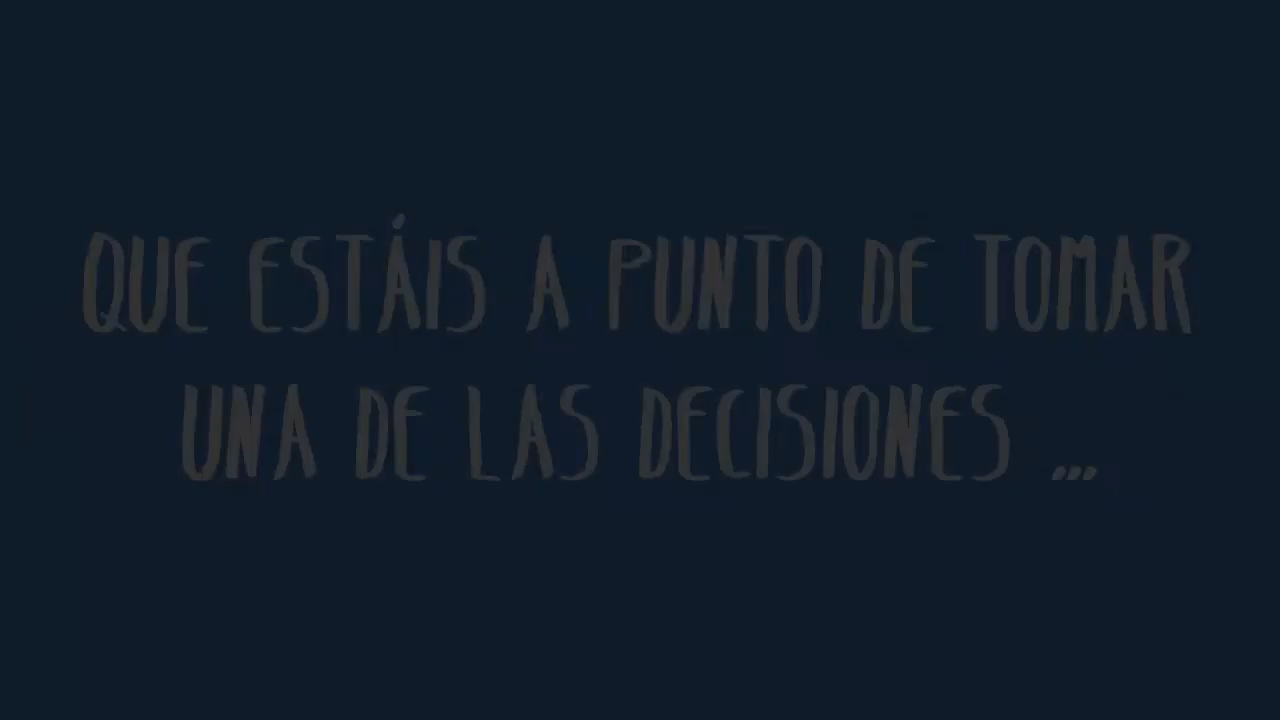 QUE ESTÁIS A PUNTO DE TOMAR
UNA DE LAS DECISIONES ...